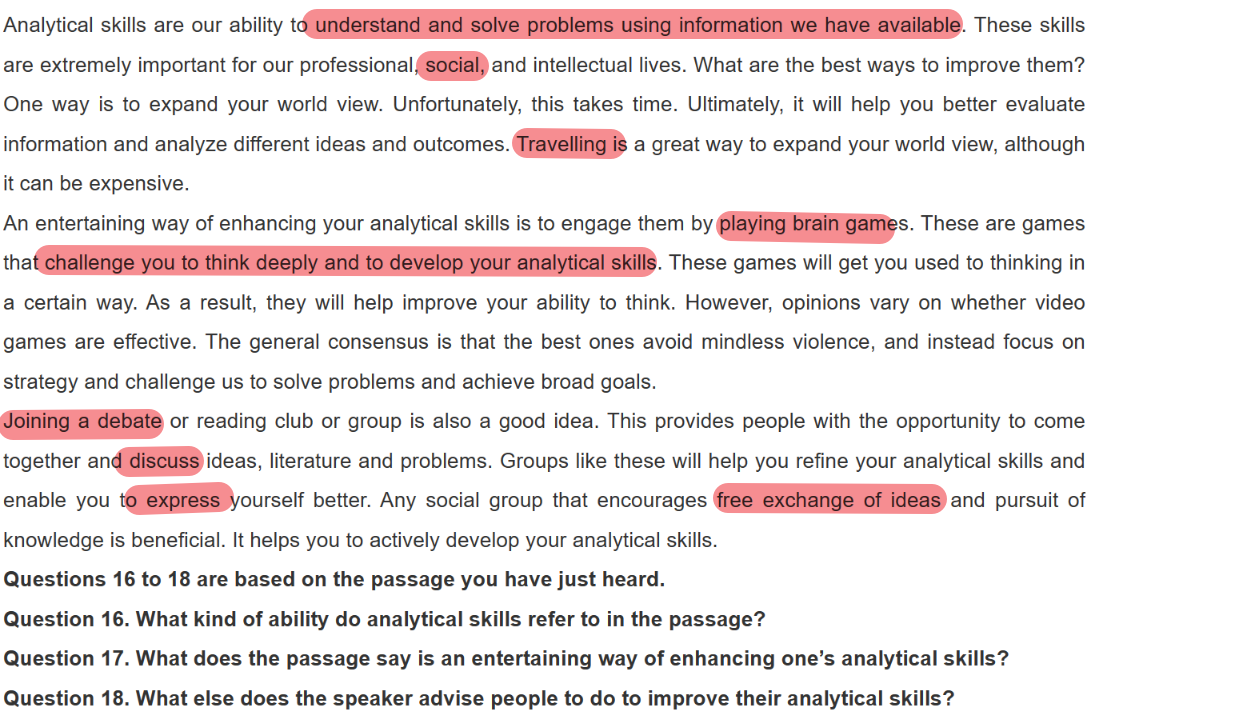 Analytical skills are our ability to understand and solve problems using information we have available. These skills
are extremely important for our professional, social, and intellectual lives. What are the best ways to improve them?
One way is to expand your world view. Unfortunately, this takes time. Ultimately, it will help you better evaluate
information and analyze different ideas and outcomes. Travelling is a great way to expand your world view, although
it can be expensive.
An entertaining way of enhancing your analytical skills is to engage them by playing brain games. These are games
that challenge you to think deeply and to develop your analytical skills. These games will get you used to thinking in
a certain way. As a result, they will help improve your ability to think. However, opinions vary on whether video
games are effective. The general consensus is that the best ones avoid mindless violence, and instead focus on
strategy and challenge us to solve problems and achieve broad goals.
Joining a debate or reading club or group is also a good idea. This provides people with the opportunity to come
together and discuss ideas, literature and problems. Groups like these will help you refine your analytical skills and
enable you to express yourself better. Any social group that encourages free exchange of ideas and pursuit of
knowledge is beneficial. It helps you to actively develop your analytical skills.
Questions 16 to 18 are based on the passage you have just heard.
Question 16. What kind of ability do analytical skills refer to in the passage?
Question 17. What does the passage say is an entertaining way of enhancing one’s analytical skills?
Question 18. What else does the speaker advise people to do to improve their analytical skills?